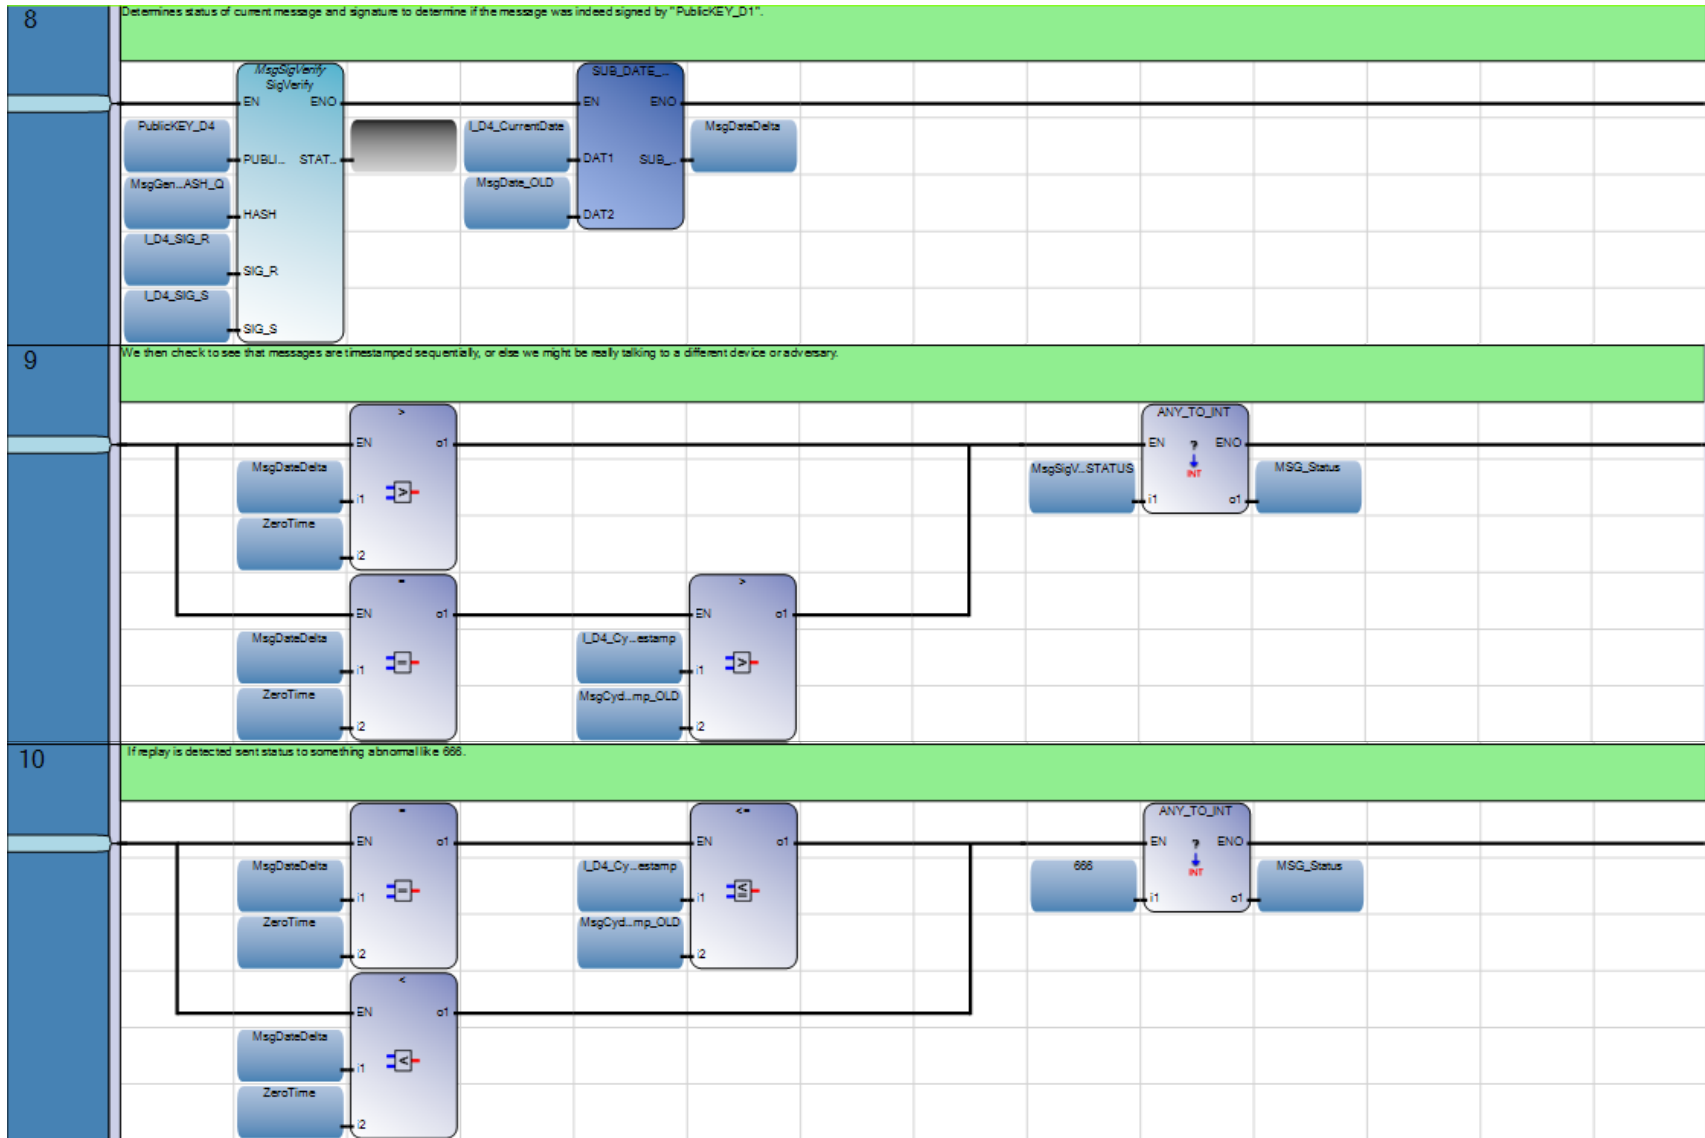 8
Determines status of current message and signature to determine if the message was indeed signed by "PublicKEY_D1".
MsgSigVerify
SigVerify
SUB_DATE_...
EN ENO
EN ENO
PublicKEY_D4
I_D4_CurrentDate
MsgDateDelta
PUBLI... STAT...
DAT1 SUB_...
MsgGen...ASH_Q
MsgDate_OLD
HASH
DAT2
I_D4_SIG_R
SIG_R
I_D4_SIG_S
SIG_S
9
We then check to see that messages are timestamped sequentially, or else we might be really talking to a different device or adversary.
>
ANY_TO_INT
EN o1
EN ? ENO
INT
MsgDateDelta
MsgSigV...STATUS
MSG_Status
i1 >
i1 o1
ZeroTime
i2
=
>
EN o1
EN o1
MsgDateDelta
I_D4_Cy...estamp
i1 =
i1 >
ZeroTime
MsgCycl...mp_OLD
i2
i2
10
If replay is detected sent status to something abnormal like 666.
=
<=
ANY_TO_INT
EN o1
EN o1
EN ? ENO
INT
MsgDateDelta
I_D4_Cy...estamp
666
MSG_Status
i1 =
i1 ≤
i1 o1
ZeroTime
MsgCycl...mp_OLD
i2
i2
<
EN o1
MsgDateDelta
i1 <
ZeroTime
i2